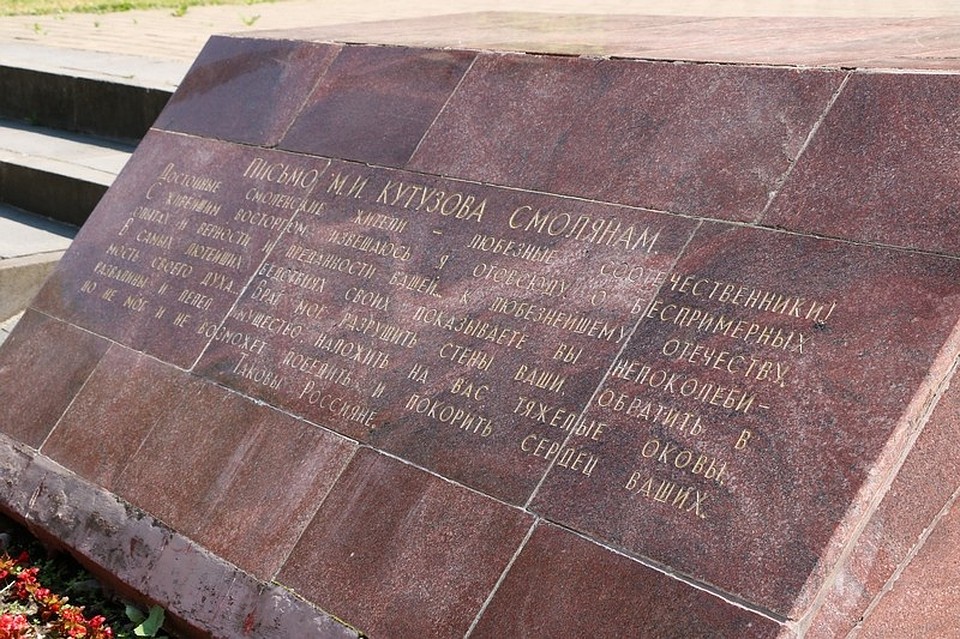 ПИСЬМО М.И. КУТУЗОВА СМОЛЯНАМ
ДОСТОЙНЫЕ СМОЛЕНСКИЕ ЖИТЕЛИ – ЛЮБЕЗНЫЕ СООТЕЧЕСТВЕННИКИ!
С ЖИВЕЙШИМ ВОСТОРГОМ ИЗВЕЩАЮСЬ Я ОТОВСЮДУ О БЕСПРИМЕРНЫХ
ОПЫТАХ В ВЕРНОСТИ И ПРЕДАННОСТИ ВАШЕЙ... К ЛЮБЕЗНЕЙШЕМУ ОТЕЧЕСТВУ.
В САМЫХ ЛЮТЕЙШИХ БЕДСТВИЯХ СВОИХ ПОКАЗЫВАЕТЕ ВЫ НЕПОКОЛЕБИ-
МОСТЬ СВОЕГО ДУХА... ВРАГ МОГ РАЗРУШИТЬ СТЕНЫ ВАШИ, ОБРАТИТЬ В
РАЗВАЛИНЫ И ПЕПЕЛ ИМУЩЕСТВО, НАЛОЖИТЬ НА ВАС ТЯЖЕЛЫЕ ОКОВЫ,
НО НЕ МОГ И НЕ ВОЗМОЖЕТ ПОБЕДИТЬ И ПОКОРИТЬ СЕРДЕЦ ВАШИХ.
ТАКОВЫ РОССИЯНЕ.